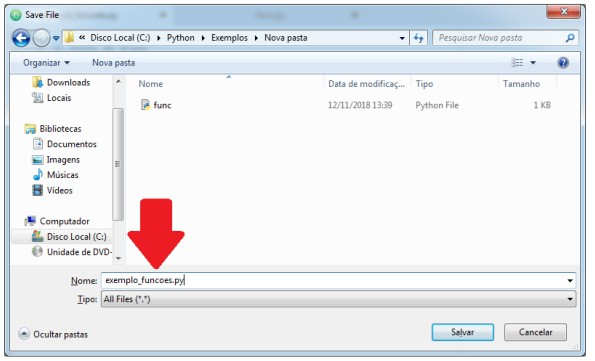 Save File
« Disco Local (C:) ▸ Python ▸ Exemplos ▸ Nova pasta
Pesquisar Nova pasta
Organizar
Nova pasta
Downloads
Locais
Bibliotecas
Documentos
Imagens
Músicas
Vídeos
Computador
Disco Local (C:)
Unidade de DVD-
Nome
Data de modificaç...
Tipo
Tamanho
func
12/11/2018 13:39
Python File
1 KB
Nome: exemplo_funcoes.py
Tipo: All Files (*.*)
Ocultar pastas
Salvar
Cancelar